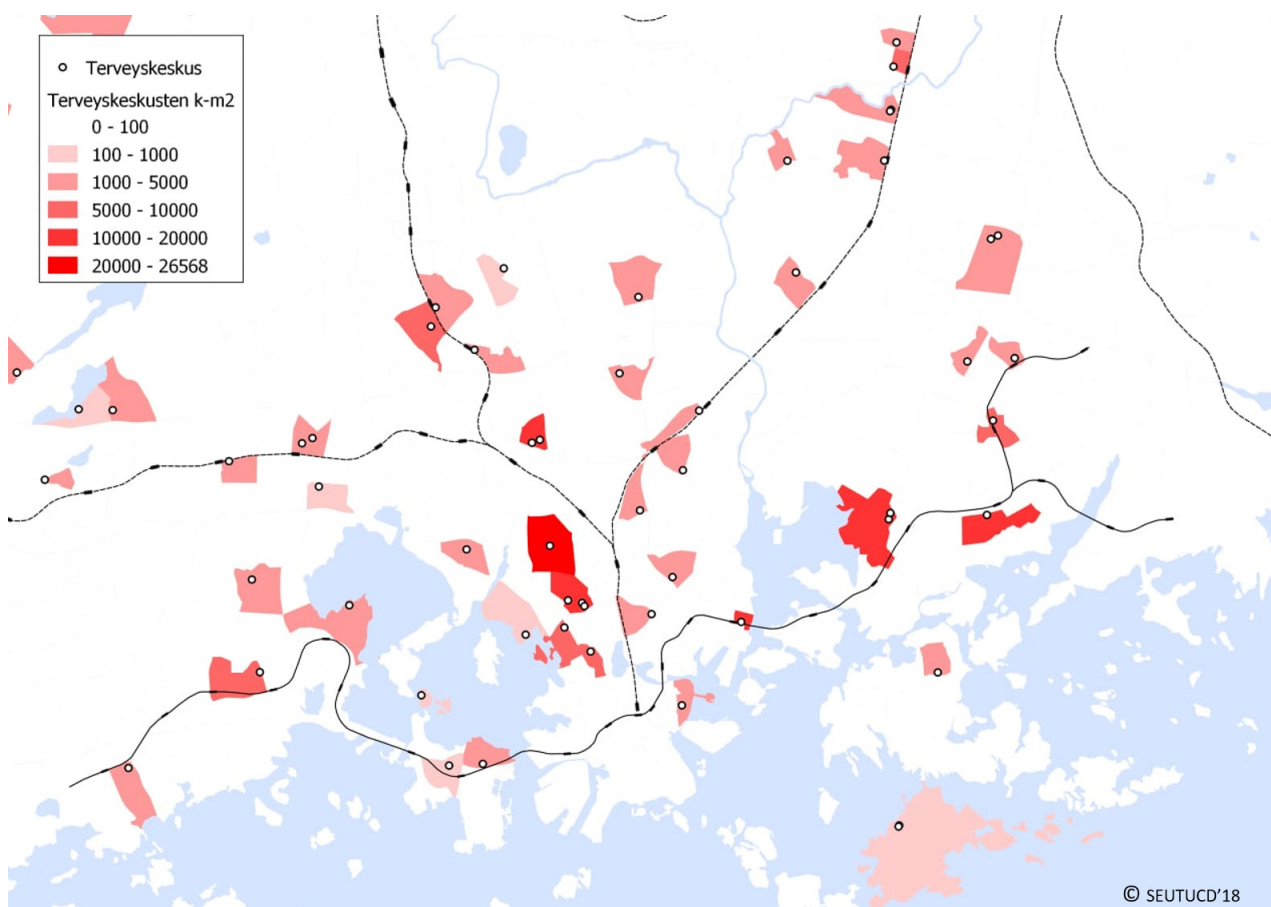 Terveyskeskus
Terveyskeskusten k-m2
0 - 100
100 - 1000
1000 - 5000
5000 - 10000
10000 - 20000
20000 - 26568
© SEUTUCD'18